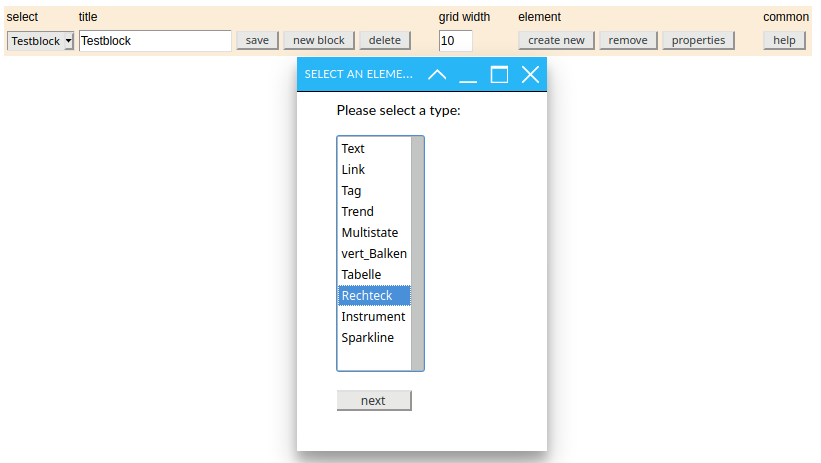 select title grid width element common
Testblock Testblock save new block delete 10 create new remove properties help
SELECT AN ELEME...
Please select a type:
Text
Link
Tag
Trend
Multistate
vert_Balken
Tabelle
Rechteck
Instrument
Sparkline
next